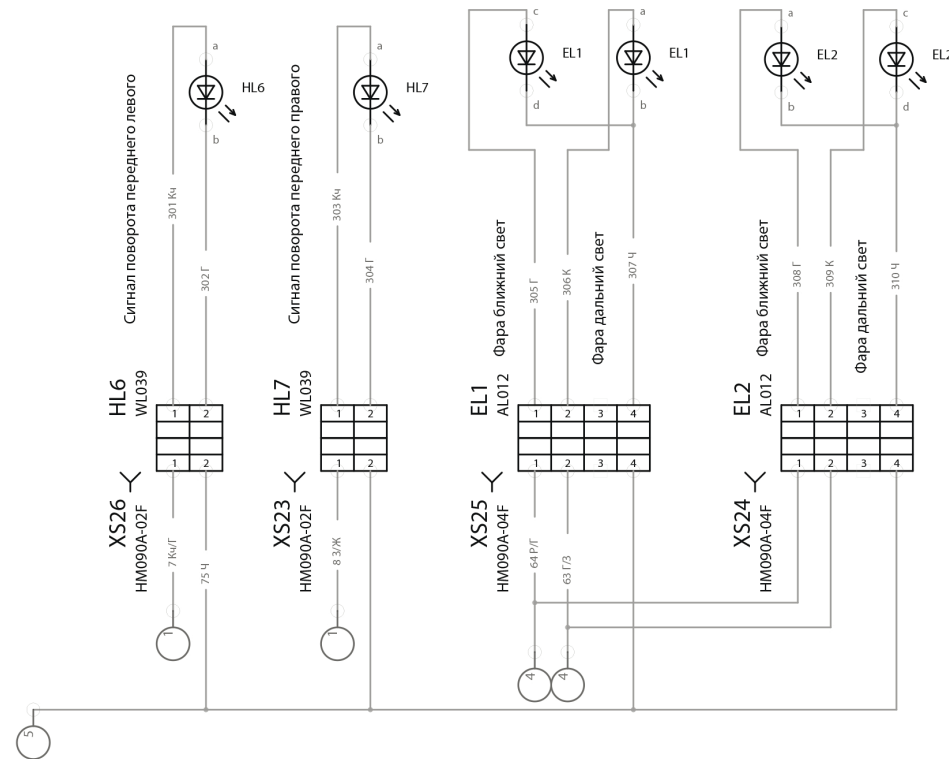 c
a
a
c
EL1
EL1
EL2
EL2
a
a
HL6
HL7
d
b
b
d
b
b
Сигнал поворота переднего левого
Сигнал поворота переднего правого
301 Кч
302 Г
303 Кч
304 Г
Фара ближний свет
305 Г
306 К
Фара дальний свет
307 Ч
Фара ближний свет
308 Г
309 К
Фара дальний свет
310 Ч
HL6
WL039
HL7
WL039
EL1
AL012
EL2
AL012
1 2
1 2
1 2 3 4
1 2 3 4
1 2
1 2
1 2 3 4
1 2 3 4
XS26
HM090A-02F
XS23
HM090A-02F
XS25
HM090A-04F
XS24
HM090A-04F
7 Кч/Г
75 Ч
8 З/Ж
64 Р/Г
63 Г/З
1
1
4
4
5